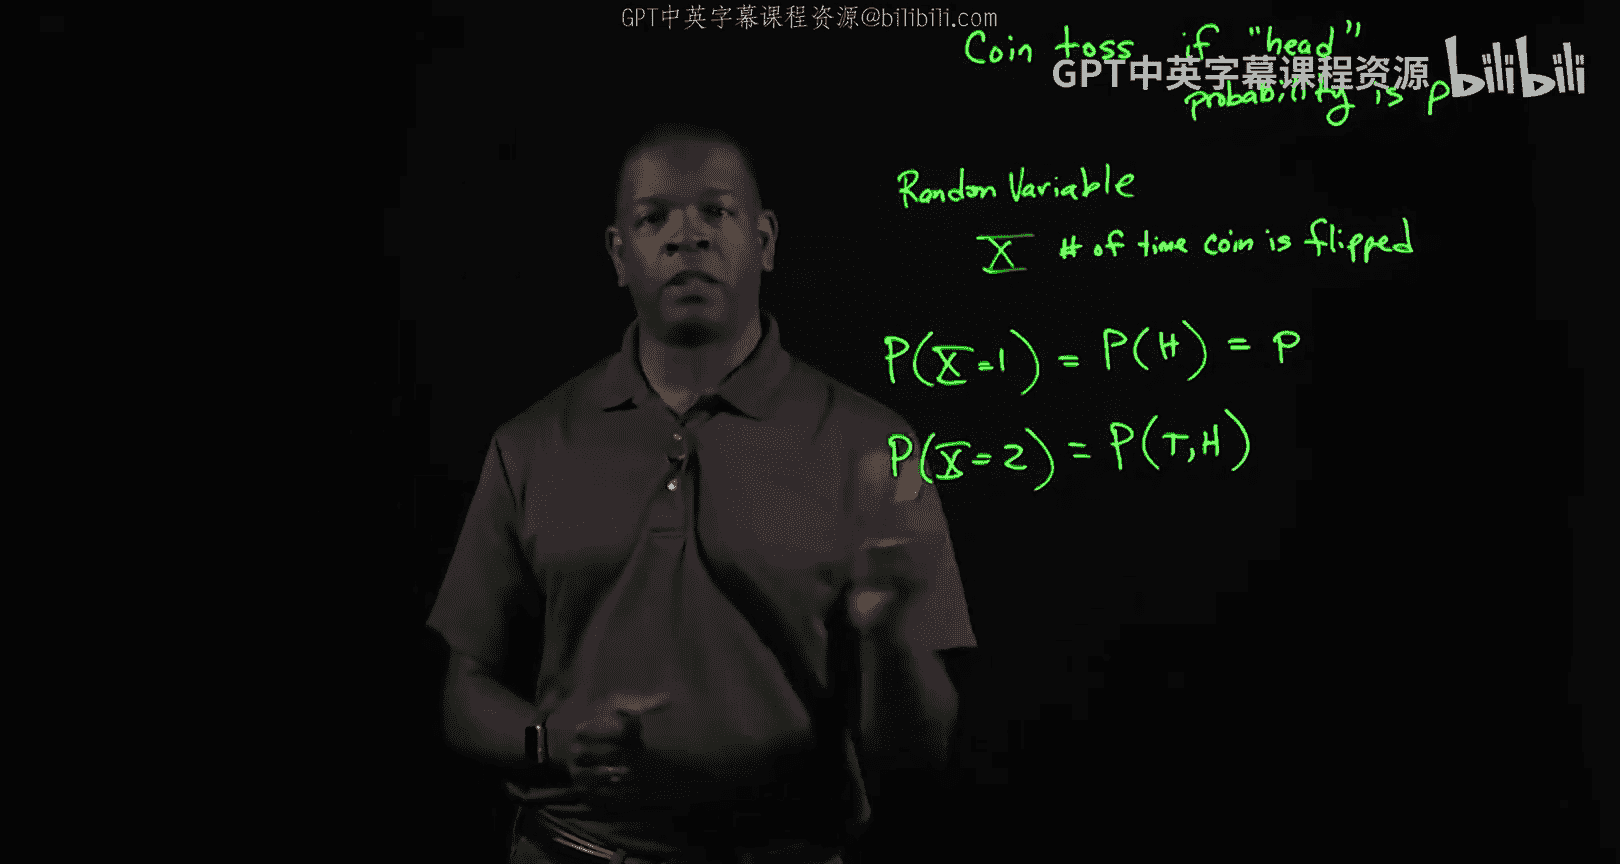 GPT中英字幕课程资源@bilibili.com
Coin toss if "head"
GPT中英字幕课程资源 bilibili
probability is p
Random Variable
X # of time coin is flipped
P(X=1) = P(H) = P
P(X=2) = P(T,H)